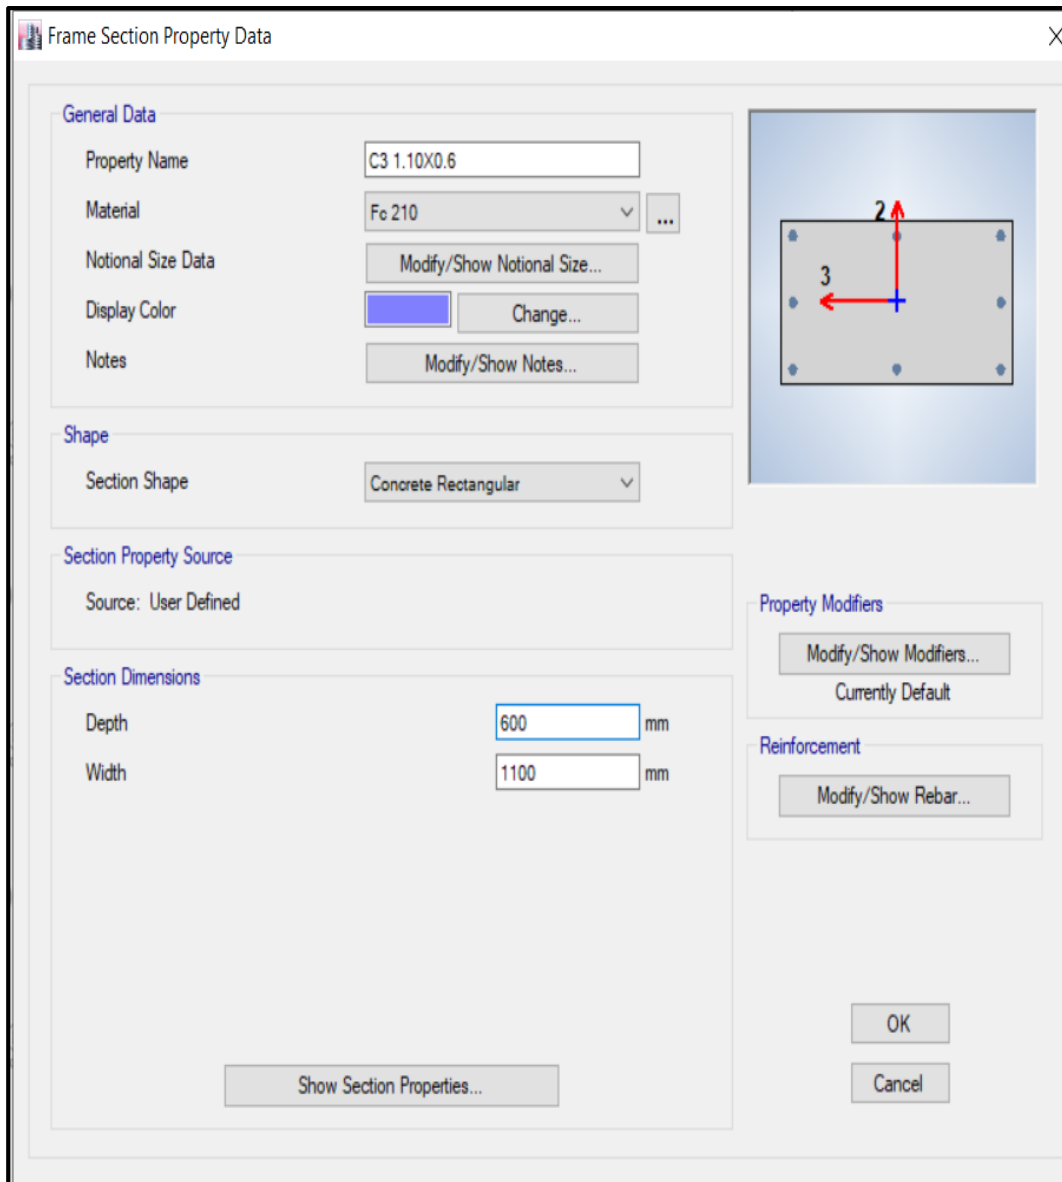 Frame Section Property Data
General Data
Property Name C3 1.10X0.6
Material Fc 210 ...
Notional Size Data Modify/Show Notional Size...
Display Color Change...
Notes Modify/Show Notes...
2
3
Shape
Section Shape Concrete Rectangular
Section Property Source
Source: User Defined
Section Dimensions
Depth 600 mm
Width 1100 mm
Show Section Properties...
Property Modifiers
Modify/Show Modifiers...
Currently Default
Reinforcement
Modify/Show Rebar...
OK
Cancel